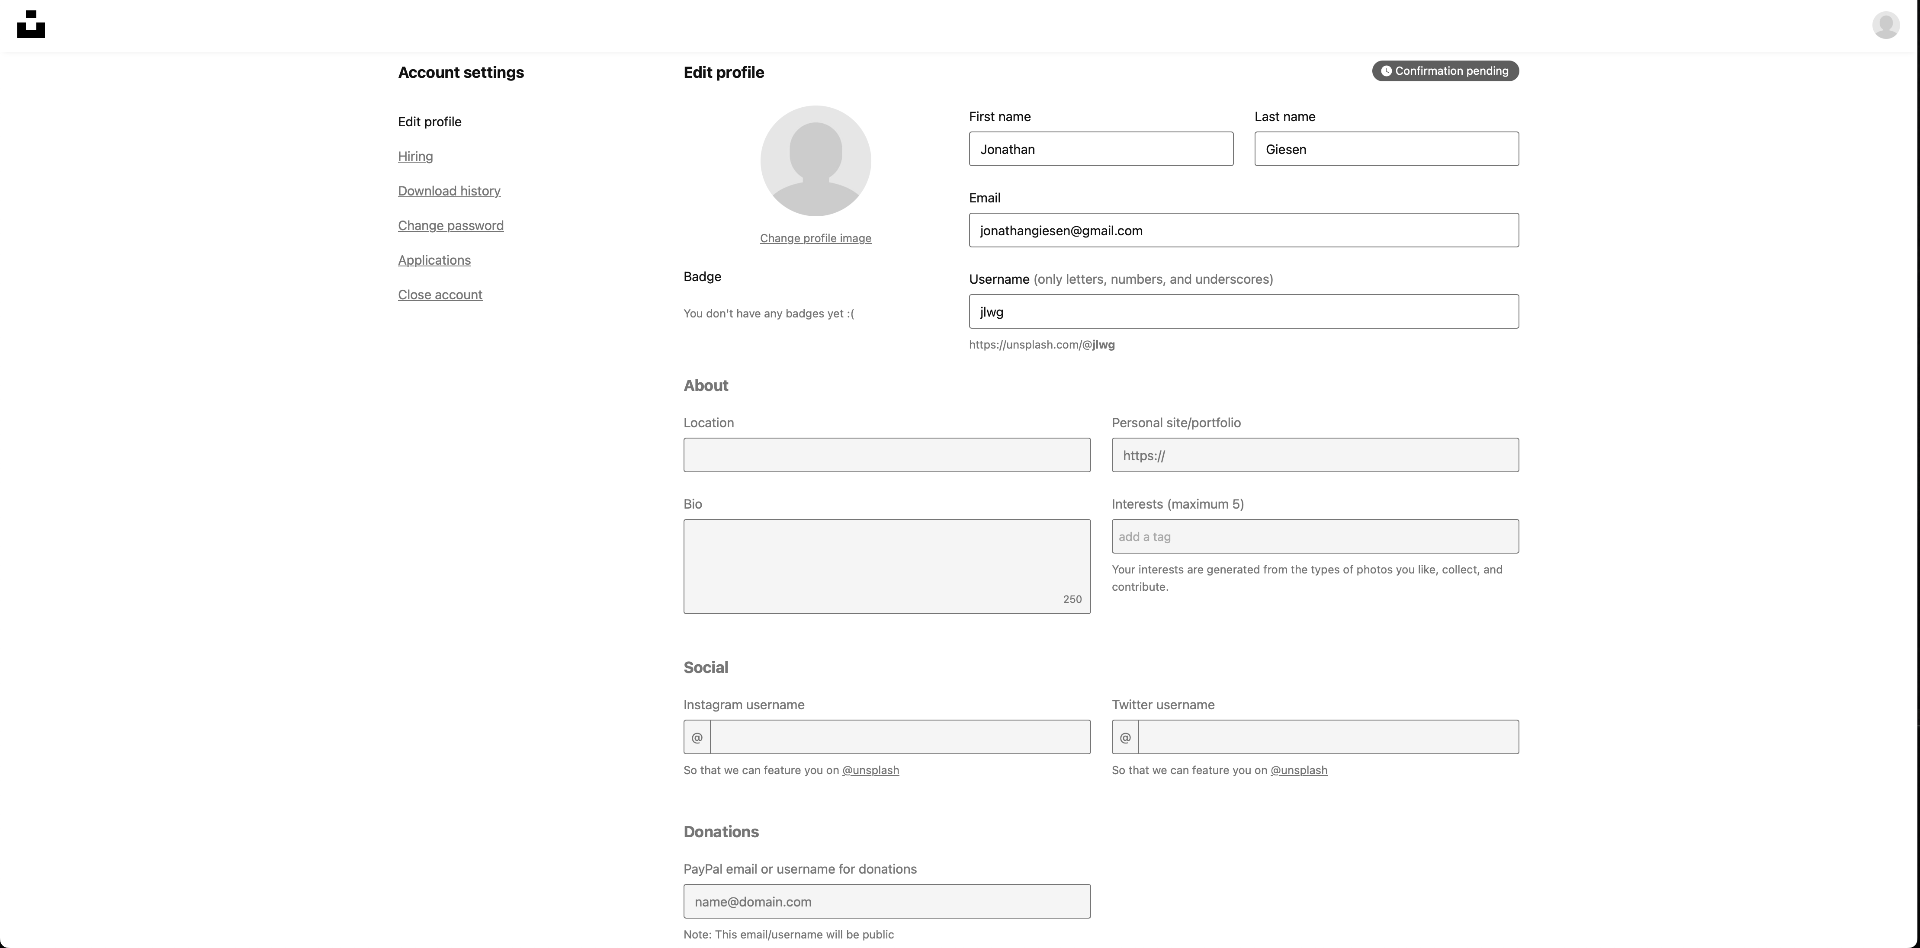 Account settings
Edit profile
Hiring
Download history
Change password
Applications
Close account
Edit profile
Confirmation pending
Change profile image
Badge
You don't have any badges yet :(
First name
Jonathan
Last name
Giesen
Email
jonathangiesen@gmail.com
Username (only letters, numbers, and underscores)
jlwg
https://unsplash.com/@jlwg
About
Location
Personal site/portfolio
https://
Bio
250
Interests (maximum 5)
add a tag
Your interests are generated from the types of photos you like, collect, and
contribute.
Social
Instagram username
@
So that we can feature you on @unsplash
Twitter username
@
So that we can feature you on @unsplash
Donations
PayPal email or username for donations
name@domain.com
Note: This email/username will be public